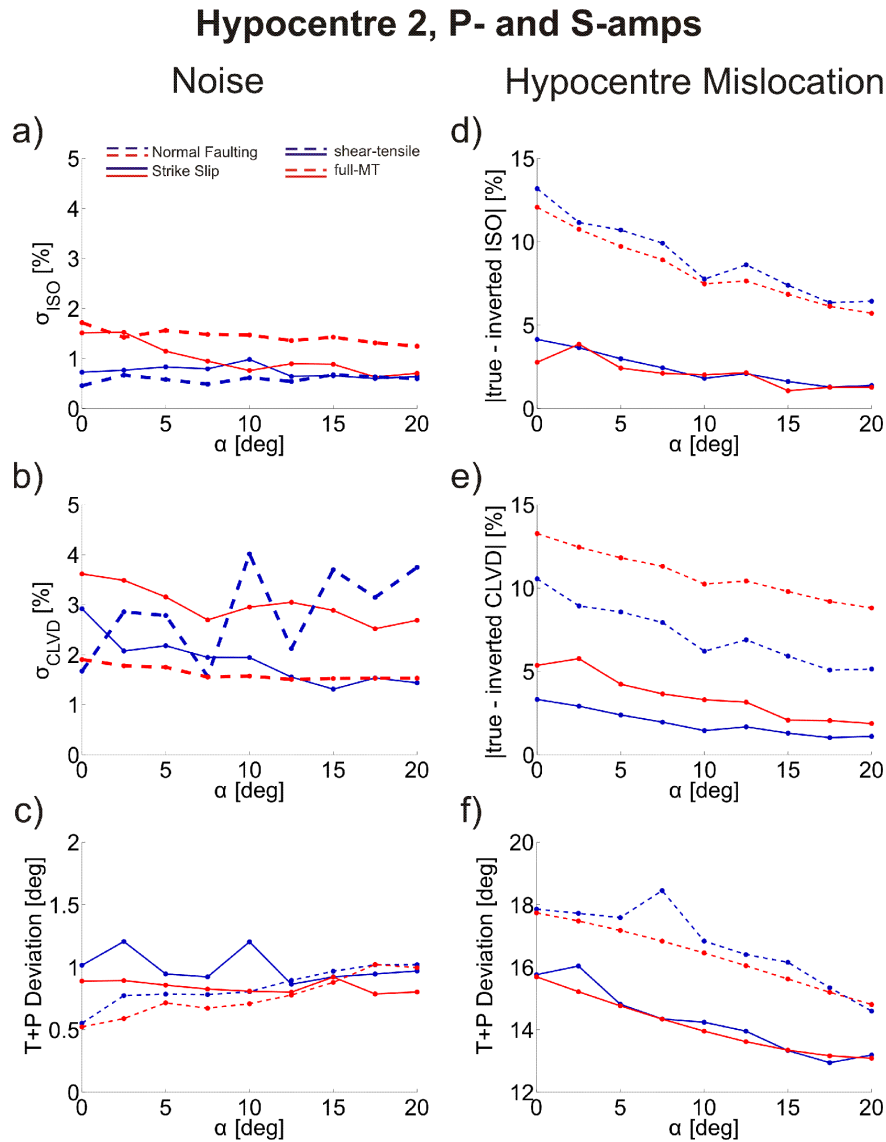 Hypocentre 2, P- and S-amps
Noise
Hypocentre Mislocation
a)
5
4
3
2
1
0
σISO [%]
Normal Faulting
Strike Slip
shear-tensile
full-MT
0 5 10 15 20
α [deg]
d)
15
10
5
0
|true - inverted ISO| [%]
0 5 10 15 20
α [deg]
b)
5
4
3
2
1
0
σCLVD [%]
0 5 10 15 20
α [deg]
e)
15
10
5
0
|true - inverted CLVD| [%]
0 5 10 15 20
α [deg]
c)
2
1.5
1
0.5
0
T+P Deviation [deg]
0 5 10 15 20
α [deg]
f)
20
18
16
14
12
T+P Deviation [deg]
0 5 10 15 20
α [deg]